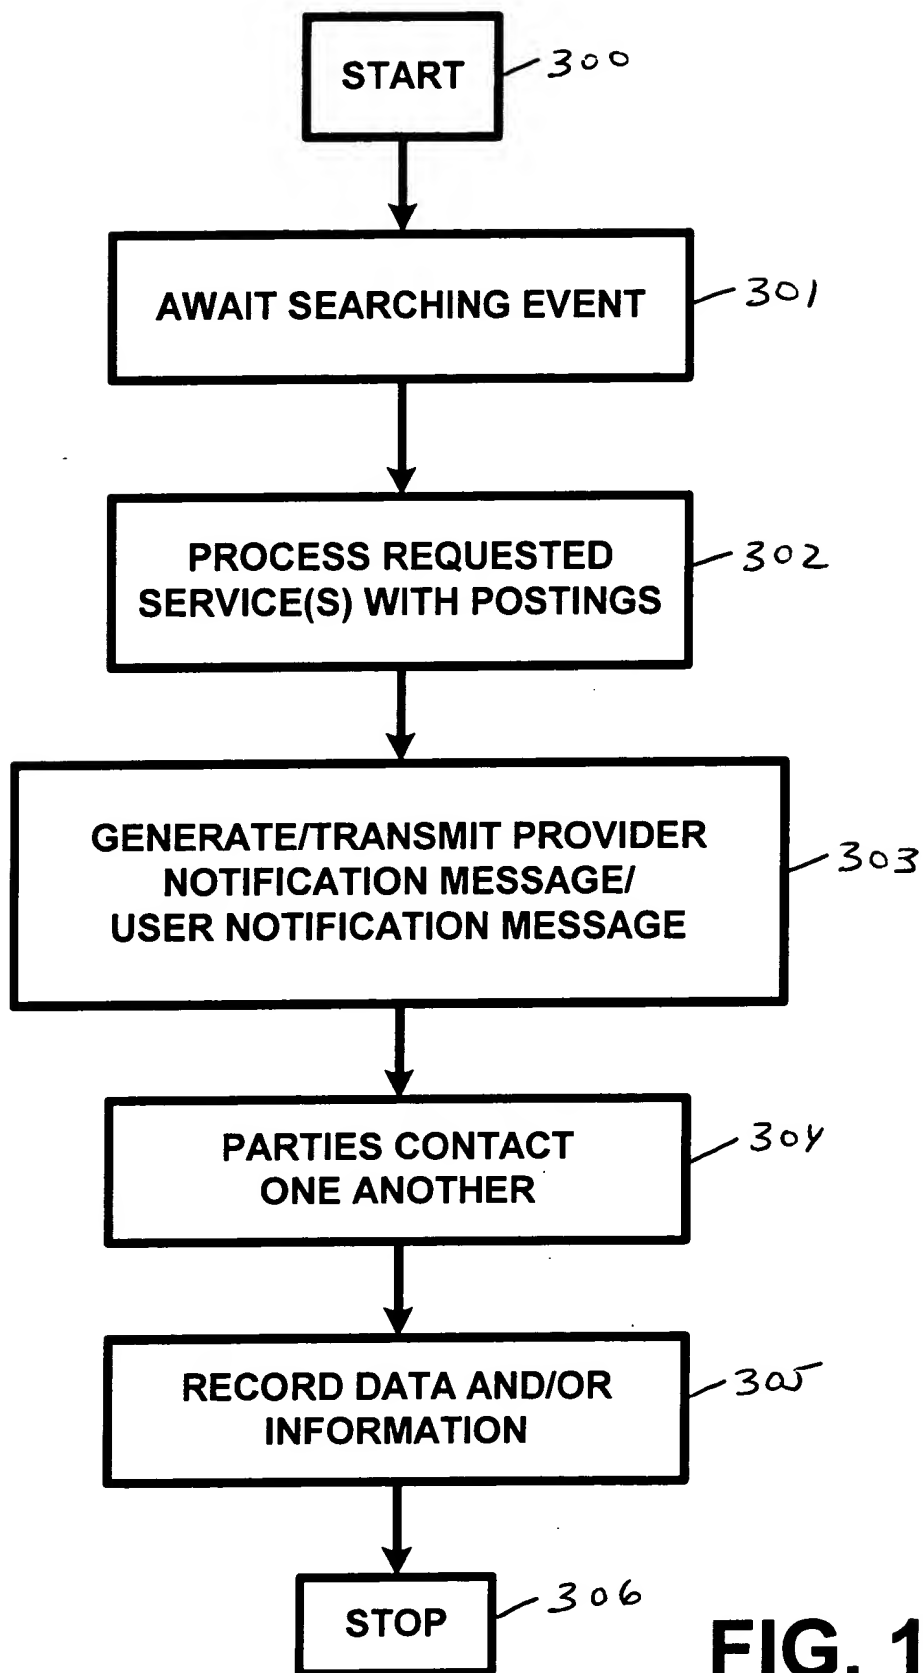 START
300
AWAIT SEARCHING EVENT
301
PROCESS REQUESTED
SERVICE(S) WITH POSTINGS
302
GENERATE/TRANSMIT PROVIDER
NOTIFICATION MESSAGE/
USER NOTIFICATION MESSAGE
303
PARTIES CONTACT
ONE ANOTHER
304
RECORD DATA AND/OR
INFORMATION
305
STOP
306
FIG. 1